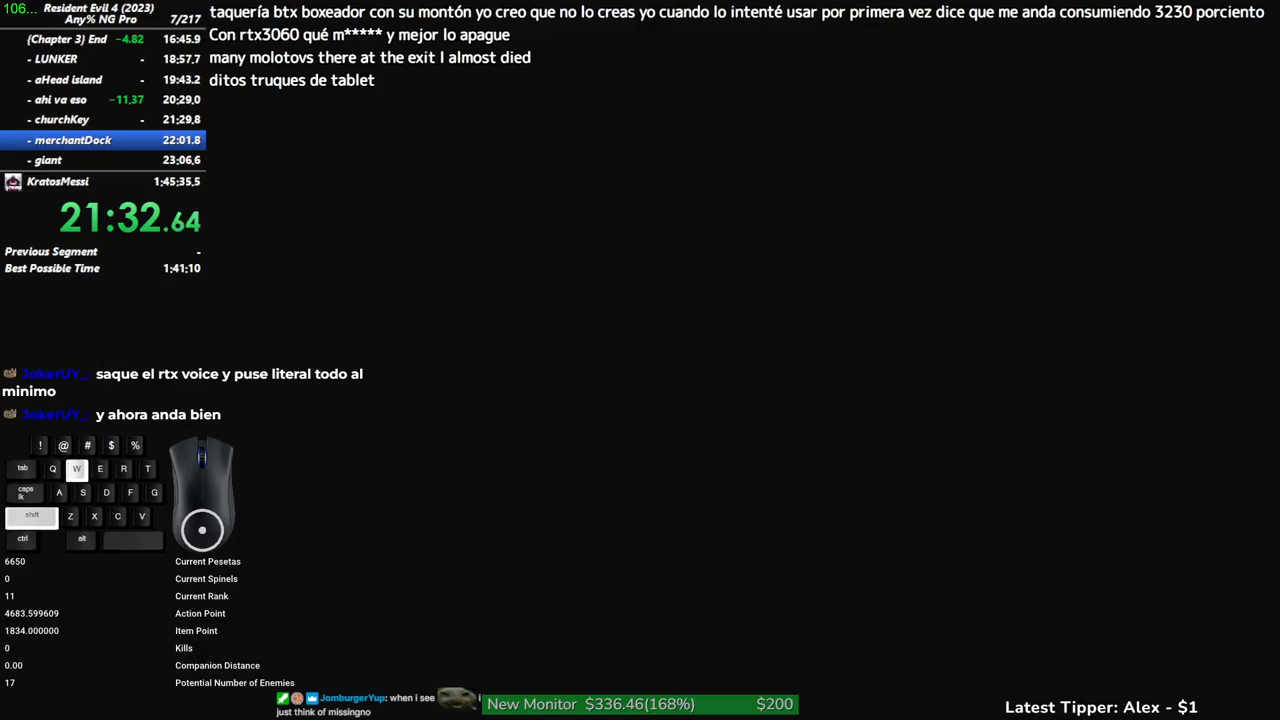 106... Resident Evil 4 (2023)
Any% NG Pro 7/217
(Chapter 3) End -4.82 16:45.9
- LUNKER - 18:57.7
- aHead island - 19:43.2
- ahi va eso -11.37 20:29.0
- churchKey - 21:29.8
- merchantDock 22:01.8
- giant 23:06.6
KratosMessi 1:45:35.5
21:32.64
Previous Segment -
Best Possible Time 1:41:10
taquería btx boxeador con su montón yo creo que no lo creas yo cuando lo intenté usar por primera vez dice que me anda consumiendo 3230 porciento
Con rtx3060 qué m***** y mejor lo apague
many molotovs there at the exit I almost died
ditos truques de tablet
JokerUY_: saque el rtx voice y puse literal todo al
minimo
JokerUY_: y ahora anda bien
! @ # $ %
tab Q W E R T
caps lk A S D F G
shift Z X C V
ctrl alt
6650 Current Pesetas
0 Current Spinels
11 Current Rank
4683.599609 Action Point
1834.000000 Item Point
0 Kills
0.00 Companion Distance
17 Potential Number of Enemies
JomburgerYup: when i see i
just think of missingno
New Monitor $336.46(168%) $200
Latest Tipper: Alex - $1